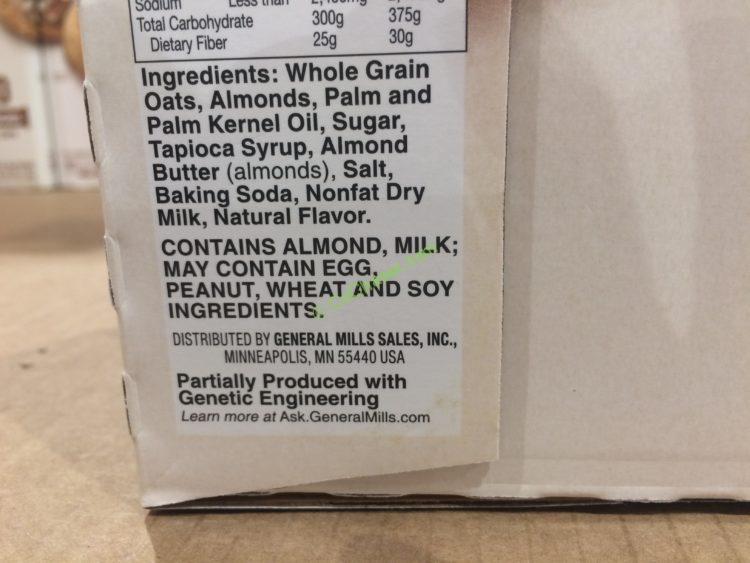 Sodium Less than
Total Carbohydrate 300g 375g
Dietary Fiber 25g 30g
Ingredients: Whole Grain
Oats, Almonds, Palm and
Palm Kernel Oil, Sugar,
Tapioca Syrup, Almond
Butter (almonds), Salt,
Baking Soda, Nonfat Dry
Milk, Natural Flavor.
CONTAINS ALMOND, MILK;
MAY CONTAIN EGG,
PEANUT, WHEAT AND SOY
INGREDIENTS.
DISTRIBUTED BY GENERAL MILLS SALES, INC.,
MINNEAPOLIS, MN 55440 USA
Partially Produced with
Genetic Engineering
Learn more at Ask.GeneralMills.com